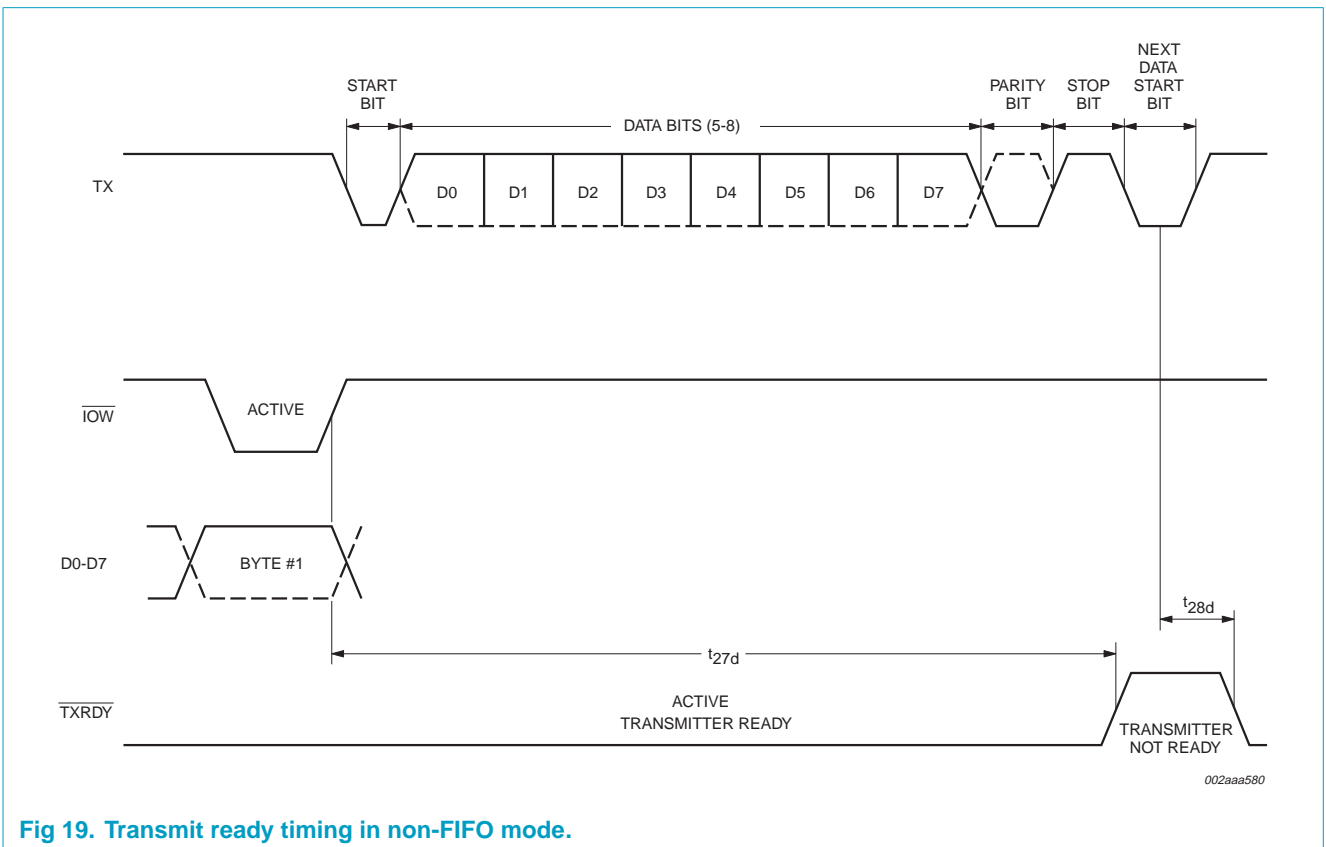 START
BIT
DATA BITS (5-8)
PARITY
BIT
STOP
BIT
NEXT
DATA
START
BIT
TX
D0 D1 D2 D3 D4 D5 D6 D7
IOW
ACTIVE
D0-D7
BYTE #1
t28d
t27d
TXRDY
ACTIVE
TRANSMITTER READY
TRANSMITTER
NOT READY
002aaa580
Fig 19. Transmit ready timing in non-FIFO mode.